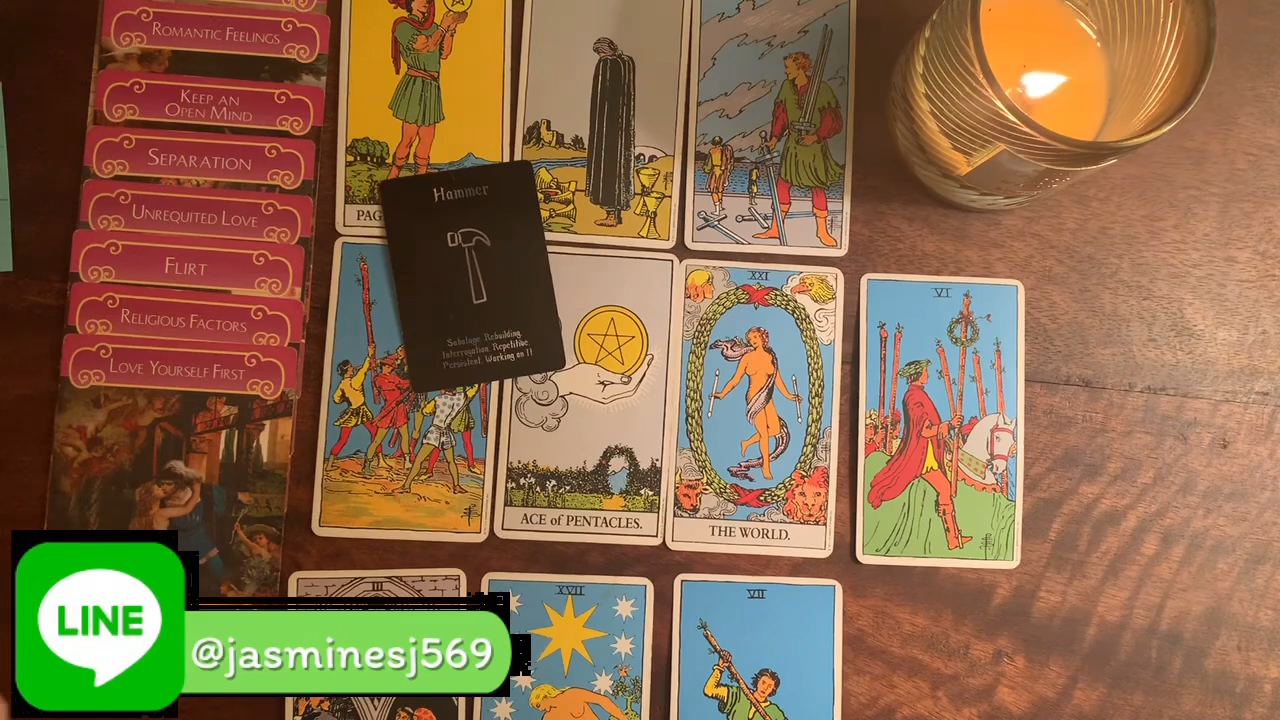 ROMANTIC FEELINGS
KEEP AN
OPEN MIND
SEPARATION
UNREQUITED LOVE
FLIRT
RELIGIOUS FACTORS
LOVE YOURSELF FIRST
Hammer
Sabotage. Rebuilding.
Interrogation. Repetitive.
Persistent. Working on It
ACE of PENTACLES.
XXI
THE WORLD.
VI
III
XVII
VII
LINE
@jasminesj569